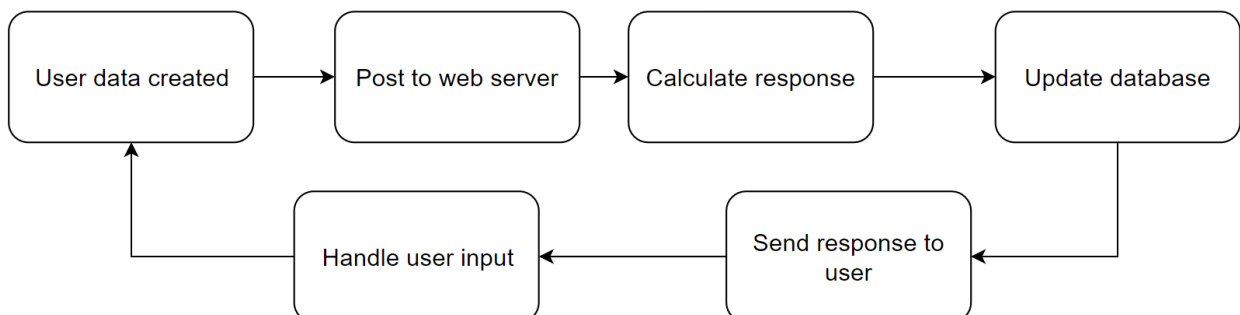 User data created
Post to web server
Calculate response
Update database
Handle user input
Send response to
user